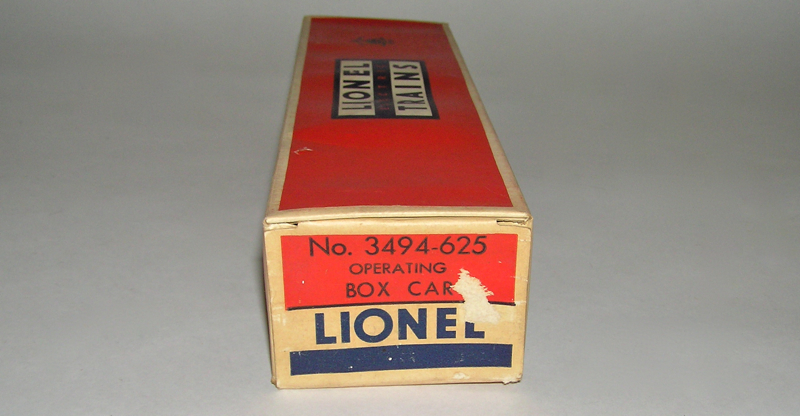 LIONEL
TRAINS
No. 3494-625
OPERATING
BOX CAR
LIONEL